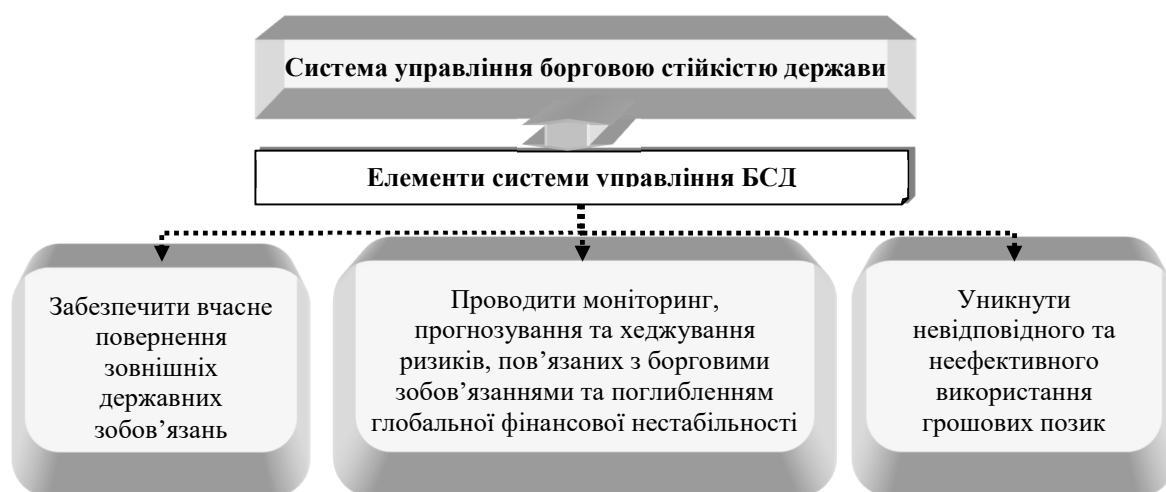 Система управління борговою стійкістю держави
Елементи системи управління БСД
Забезпечити вчасне
повернення
зовнішніх
державних
зобов’язань
Проводити моніторинг,
прогнозування та хеджування
ризиків, пов’язаних з борговими
зобов’язаннями та поглибленням
глобальної фінансової нестабільності
Уникнути
невідповідного та
неефективного
використання
грошових позик